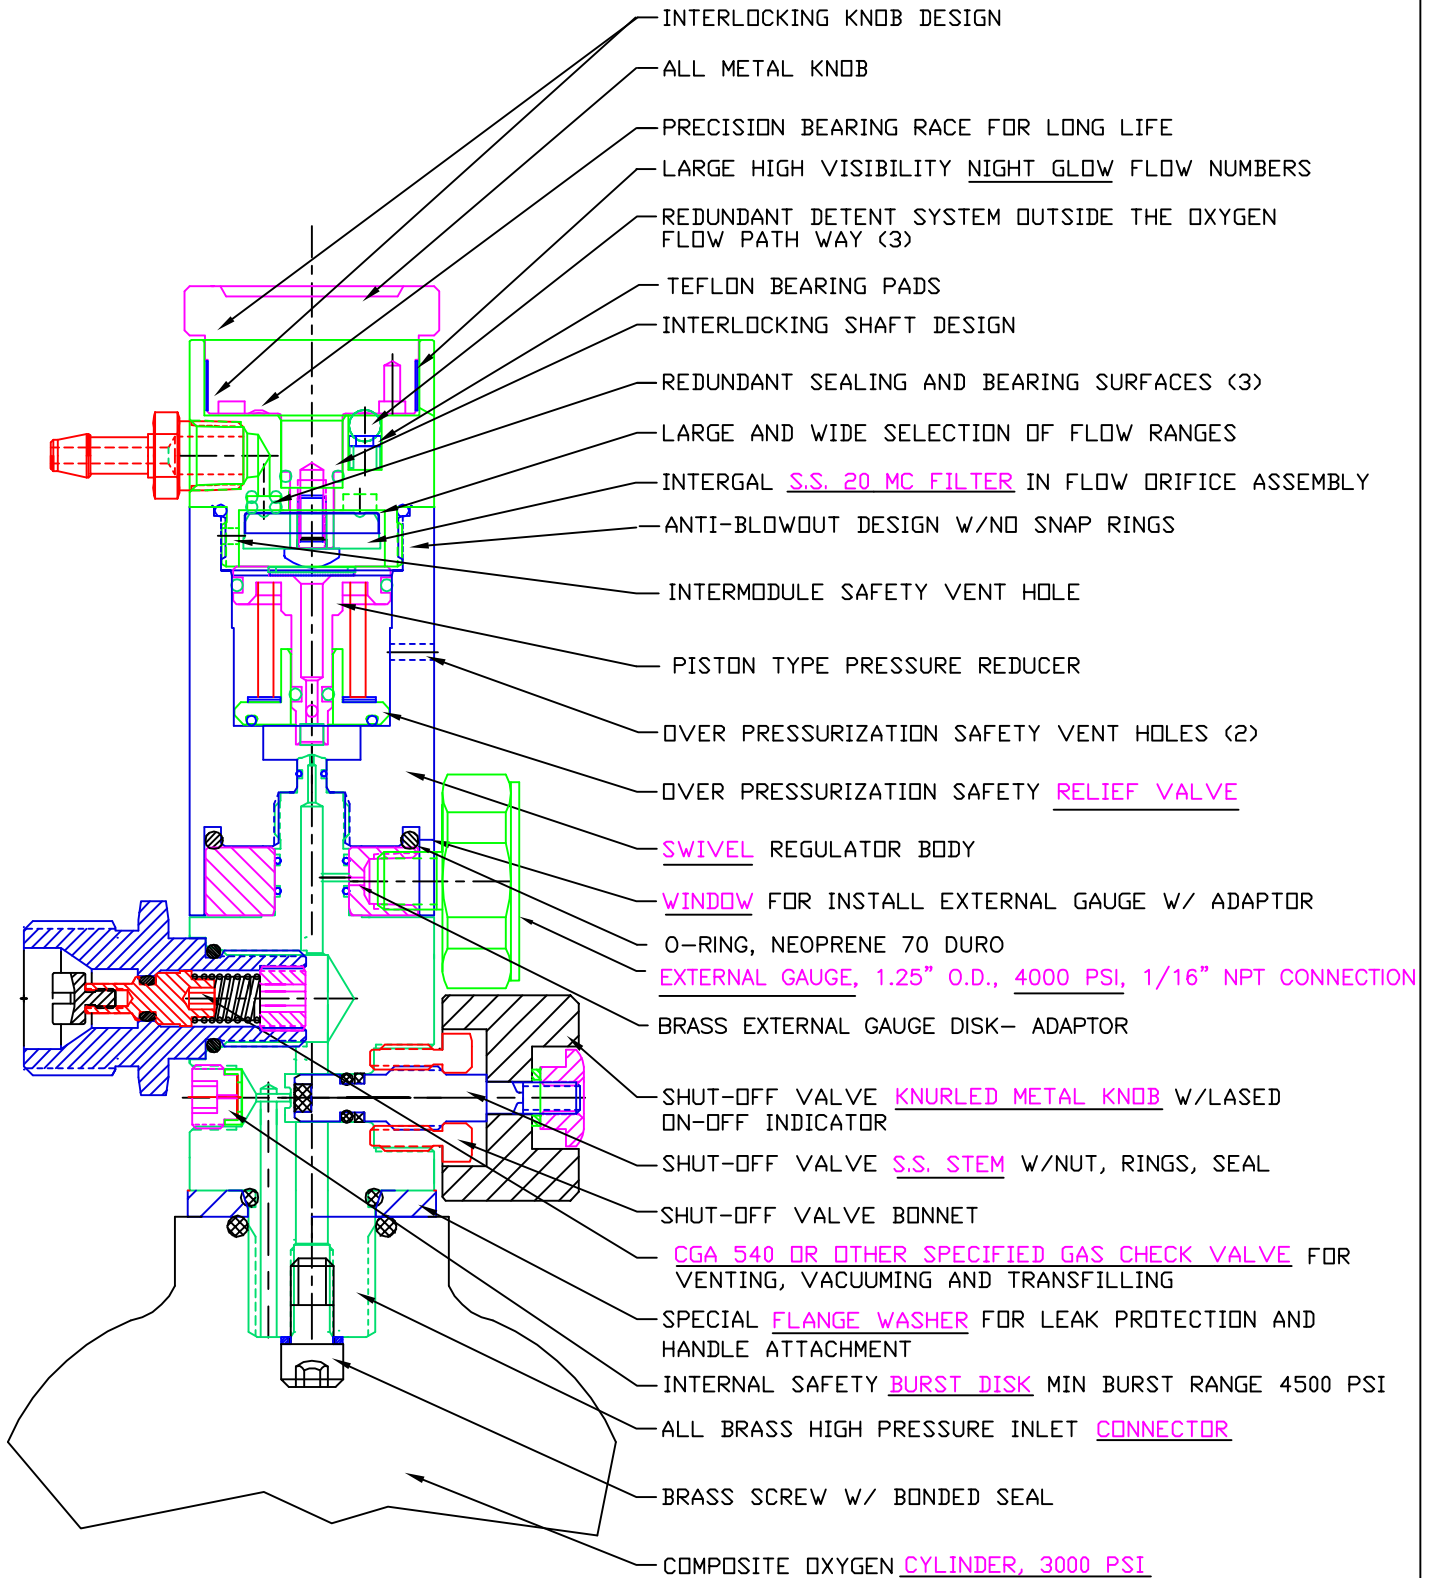 INTERLOCKING KNOB DESIGN
ALL METAL KNOB
PRECISION BEARING RACE FOR LONG LIFE
LARGE HIGH VISIBILITY NIGHT GLOW FLOW NUMBERS
REDUNDANT DETENT SYSTEM OUTSIDE THE OXYGEN
FLOW PATH WAY (3)
TEFLON BEARING PADS
INTERLOCKING SHAFT DESIGN
REDUNDANT SEALING AND BEARING SURFACES (3)
LARGE AND WIDE SELECTION OF FLOW RANGES
INTERGAL S.S. 20 MC FILTER IN FLOW ORIFICE ASSEMBLY
ANTI-BLOWOUT DESIGN W/NO SNAP RINGS
INTERMODULE SAFETY VENT HOLE
PISTON TYPE PRESSURE REDUCER
OVER PRESSURIZATION SAFETY VENT HOLES (2)
OVER PRESSURIZATION SAFETY RELIEF VALVE
SWIVEL REGULATOR BODY
WINDOW FOR INSTALL EXTERNAL GAUGE W/ ADAPTOR
O-RING, NEOPRENE 70 DURO
EXTERNAL GAUGE, 1.25" O.D., 4000 PSI, 1/16" NPT CONNECTION
BRASS EXTERNAL GAUGE DISK- ADAPTOR
SHUT-OFF VALVE KNURLED METAL KNOB W/LASED
ON-OFF INDICATOR
SHUT-OFF VALVE S.S. STEM W/NUT, RINGS, SEAL
SHUT-OFF VALVE BONNET
CGA 540 OR OTHER SPECIFIED GAS CHECK VALVE FOR
VENTING, VACUUMING AND TRANSFILLING
SPECIAL FLANGE WASHER FOR LEAK PROTECTION AND
HANDLE ATTACHMENT
INTERNAL SAFETY BURST DISK MIN BURST RANGE 4500 PSI
ALL BRASS HIGH PRESSURE INLET CONNECTOR
BRASS SCREW W/ BONDED SEAL
COMPOSITE OXYGEN CYLINDER, 3000 PSI